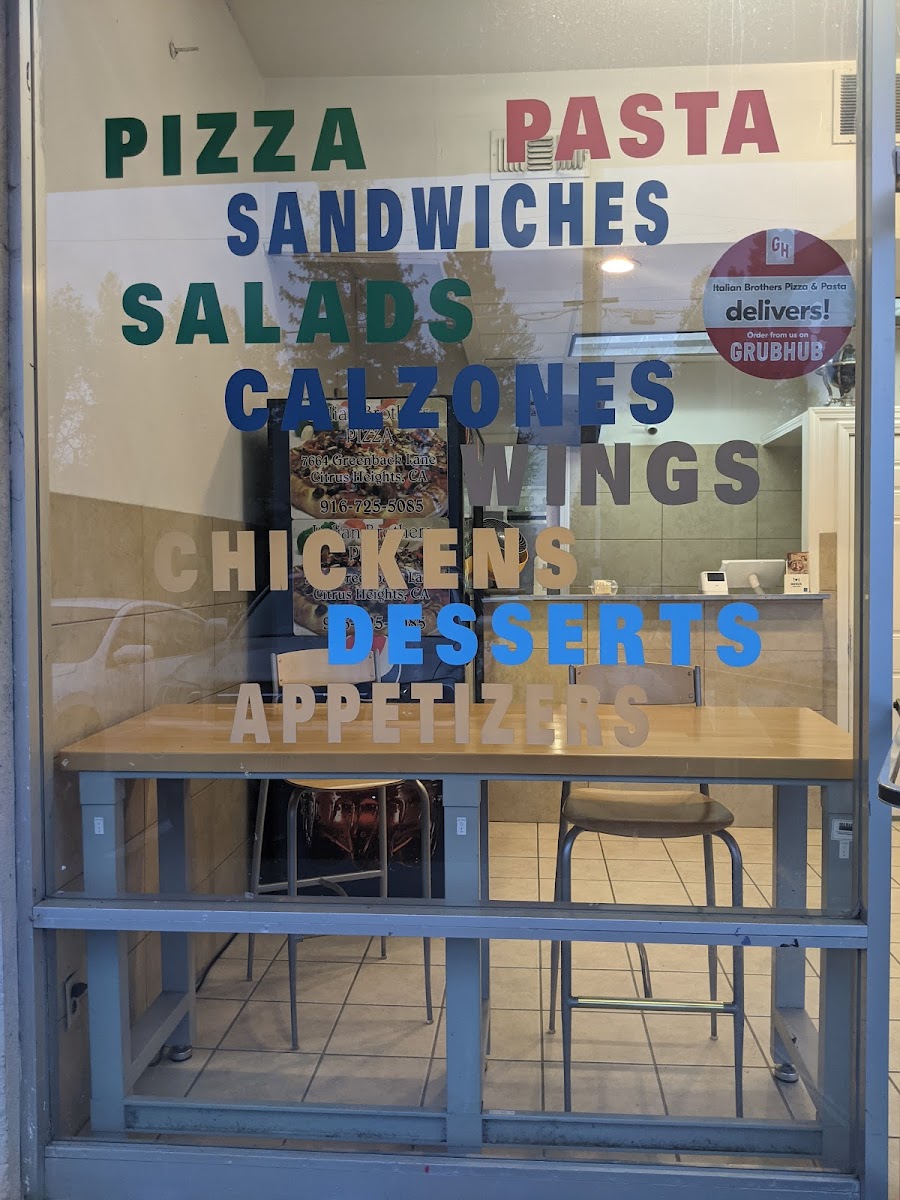 PIZZA PASTA
SANDWICHES
SALADS
GH
Italian Brothers Pizza & Pasta
delivers!
Order from us on
GRUBHUB
CALZONES
PIZZA
7664 Greenback Lane
Citrus Heights, CA
916-725-5085
WINGS
CHICKENS
Citrus Heights, CA
DESSERTS
APPETIZERS